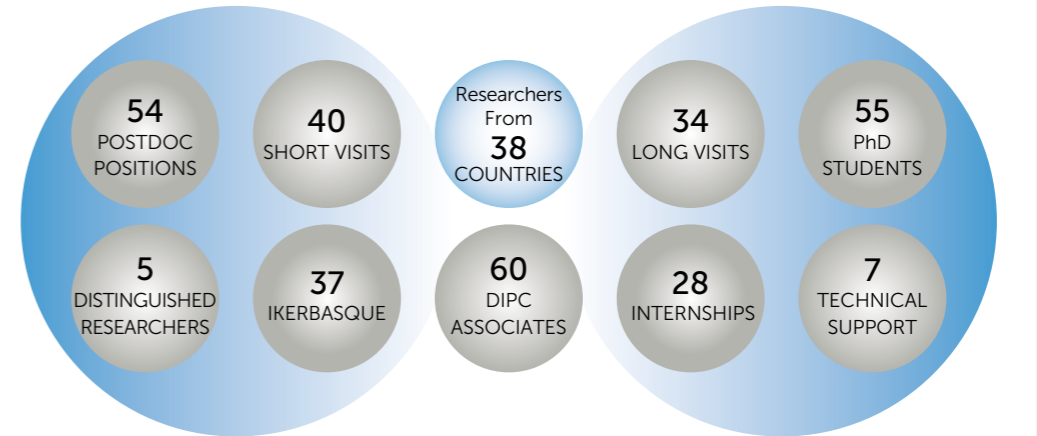 54
POSTDOC
POSITIONS
40
SHORT VISITS
Researchers
From
38
COUNTRIES
34
LONG VISITS
55
PhD
STUDENTS
5
DISTINGUISHED
RESEARCHERS
37
IKERBASQUE
60
DIPC
ASSOCIATES
28
INTERNSHIPS
7
TECHNICAL
SUPPORT